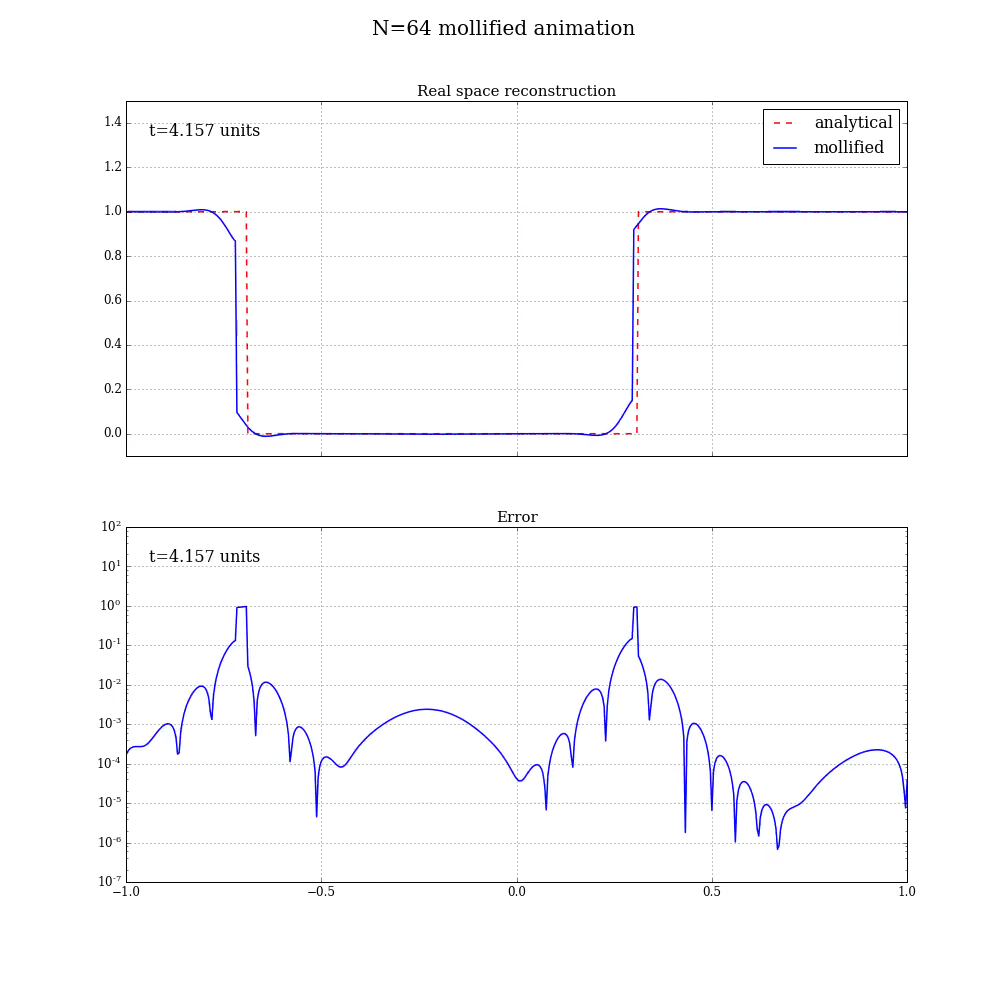 N=64 mollified animation
Real space reconstruction
t=4.157 units
analytical
mollified
1.4
1.2
1.0
0.8
0.6
0.4
0.2
0.0
Error
t=4.157 units
10²
10¹
10⁰
10⁻¹
10⁻²
10⁻³
10⁻⁴
10⁻⁵
10⁻⁶
10⁻⁷
−1.0 −0.5 0.0 0.5 1.0